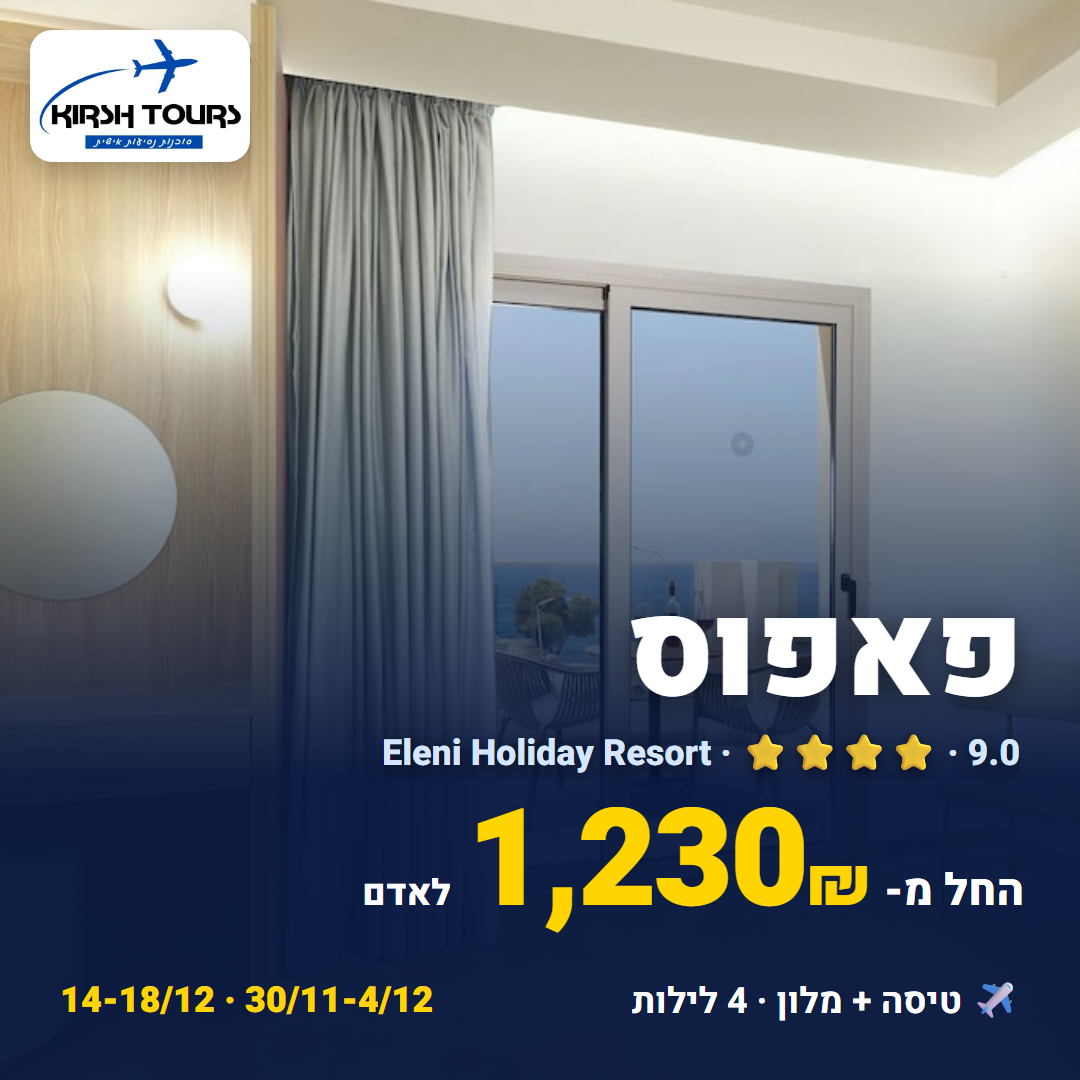 KIRSH TOURS
סוכנות נסיעות אישית
פאפוס
Eleni Holiday Resort · ⭐⭐⭐⭐ · 9.0
החל מ- ₪1,230 לאדם
✈️ טיסה + מלון · 4 לילות
14-18/12 · 30/11-4/12